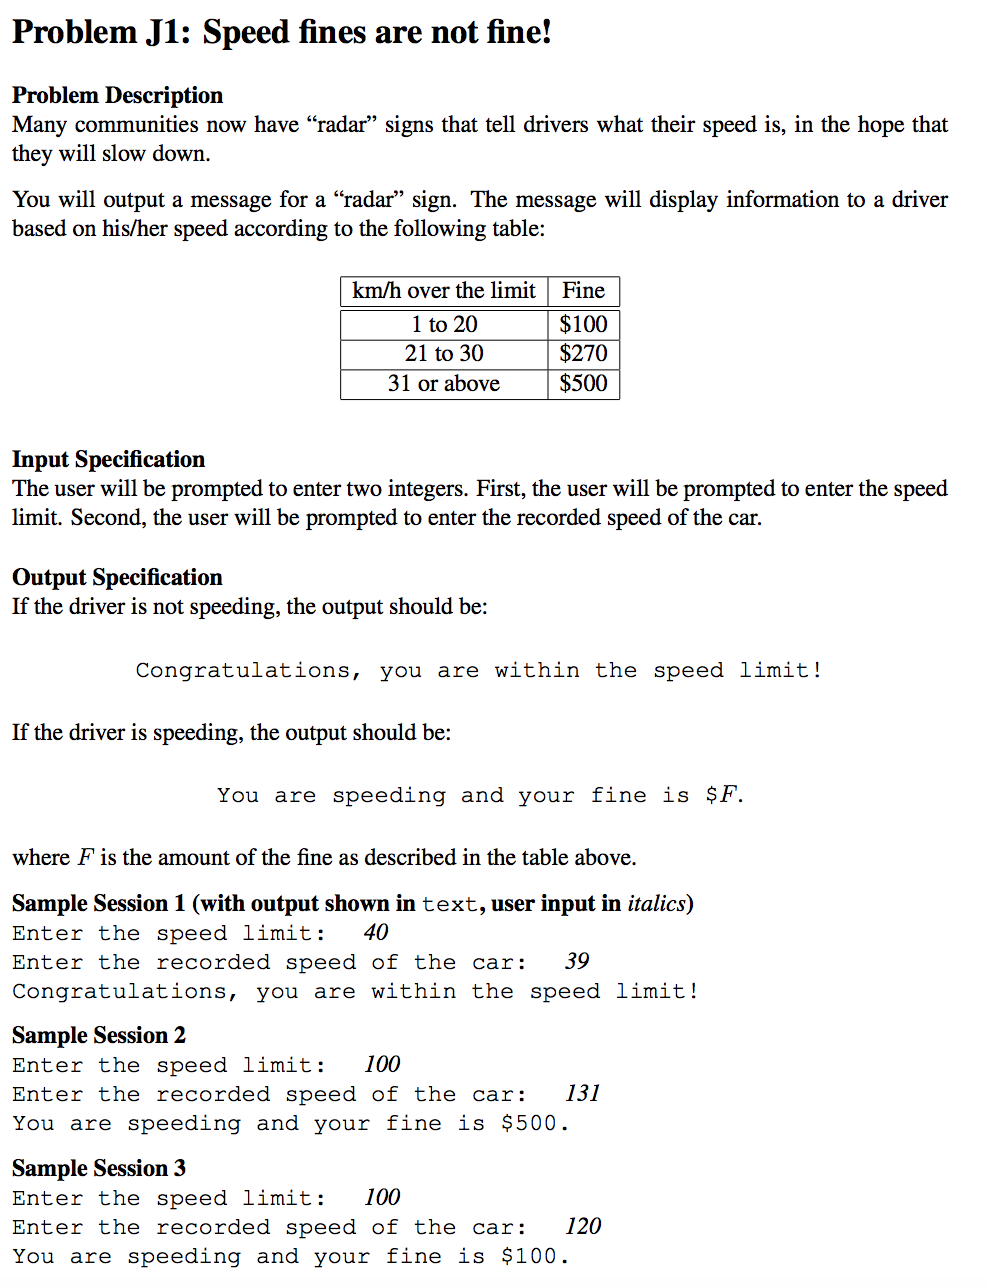 Problem J1: Speed fines are not fine!
Problem Description
Many communities now have “radar” signs that tell drivers what their speed is, in the hope that
they will slow down.
You will output a message for a “radar” sign. The message will display information to a driver
based on his/her speed according to the following table:
km/h over the limit Fine
1 to 20 $100
21 to 30 $270
31 or above $500
Input Specification
The user will be prompted to enter two integers. First, the user will be prompted to enter the speed
limit. Second, the user will be prompted to enter the recorded speed of the car.
Output Specification
If the driver is not speeding, the output should be:
Congratulations, you are within the speed limit!
If the driver is speeding, the output should be:
You are speeding and your fine is $F.
where F is the amount of the fine as described in the table above.
Sample Session 1 (with output shown in text, user input in italics)
Enter the speed limit: 40
Enter the recorded speed of the car: 39
Congratulations, you are within the speed limit!
Sample Session 2
Enter the speed limit: 100
Enter the recorded speed of the car: 131
You are speeding and your fine is $500.
Sample Session 3
Enter the speed limit: 100
Enter the recorded speed of the car: 120
You are speeding and your fine is $100.